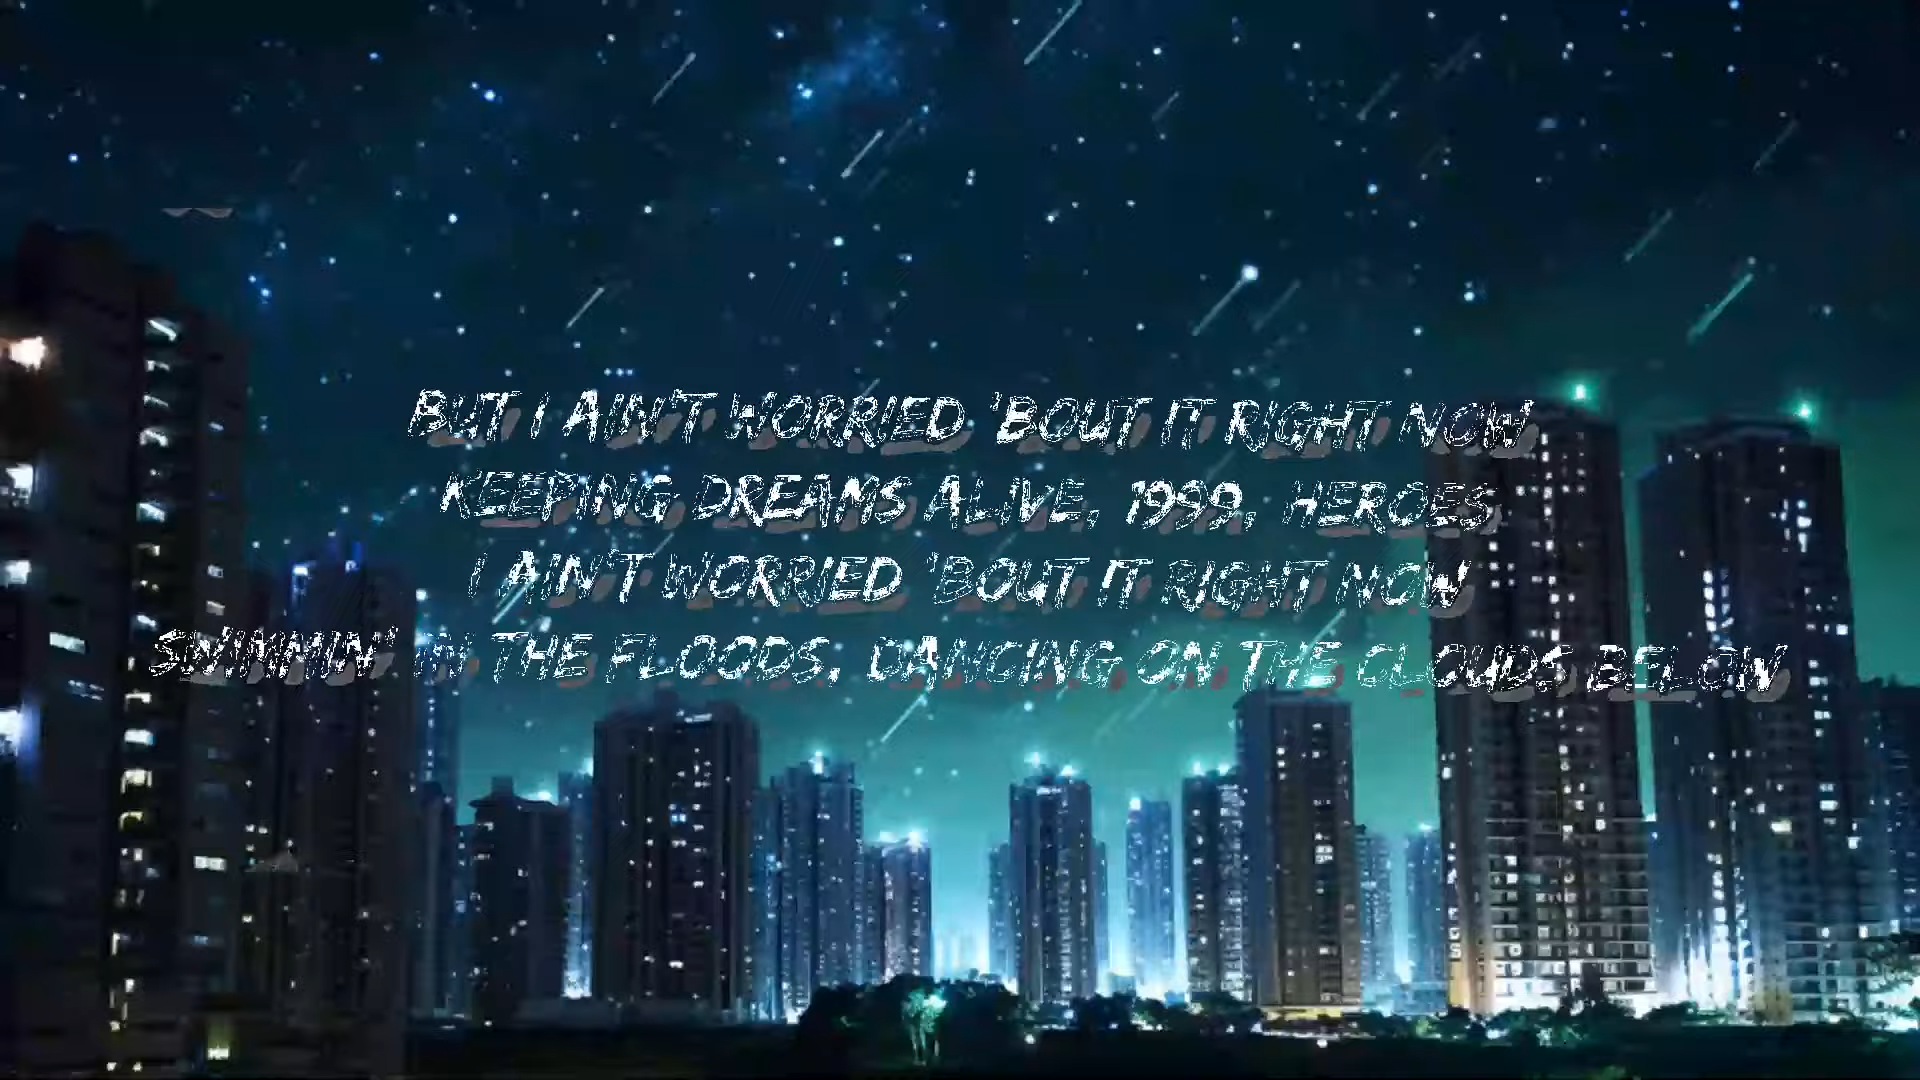 BUT I AIN'T WORRIED 'BOUT IT RIGHT NOW
KEEPING DREAMS ALIVE, 1999, HEROES
I AIN'T WORRIED 'BOUT IT RIGHT NOW
SWIMMIN' IN THE FLOODS, DANCING ON THE CLOUDS BELOW